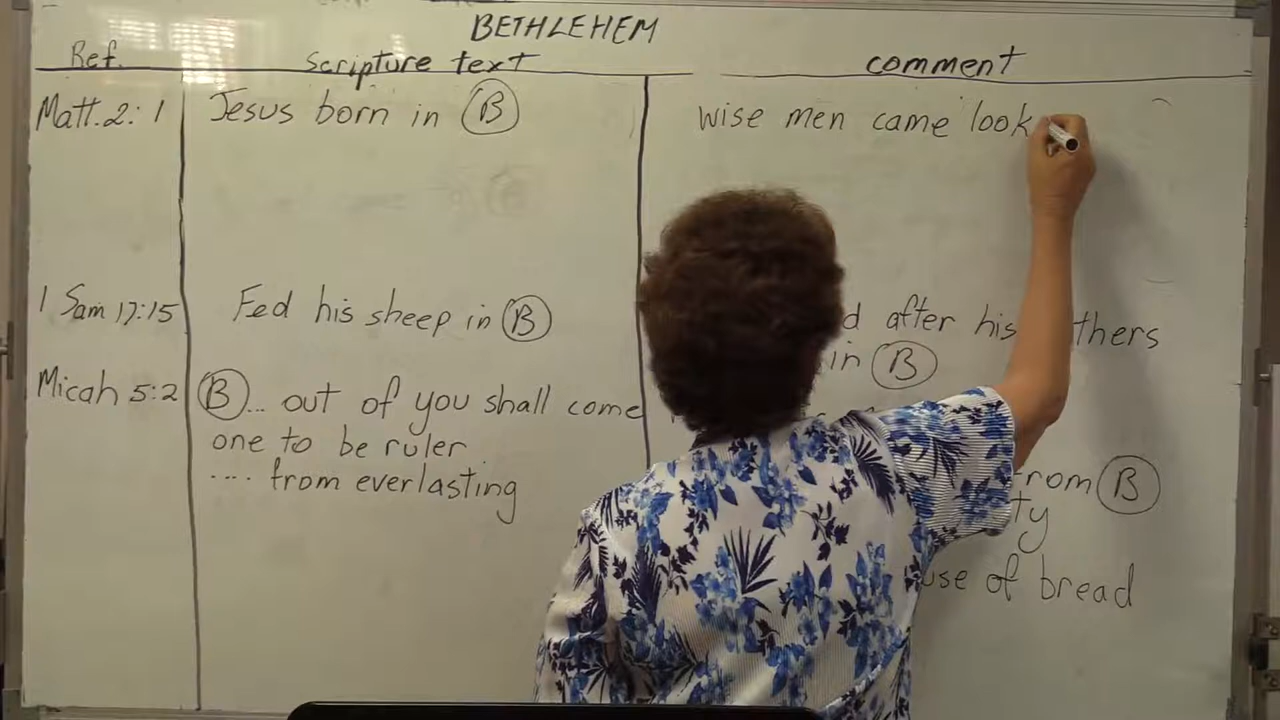 BETHLEHEM
Ref. Scripture text comment
Matt. 2: 1 Jesus born in B wise men came look
1 Sam 17:15 Fed his sheep in B
d after his thers
in B
Micah 5:2 B ... out of you shall come
one to be ruler
.... from everlasting
from B
ty
use of bread